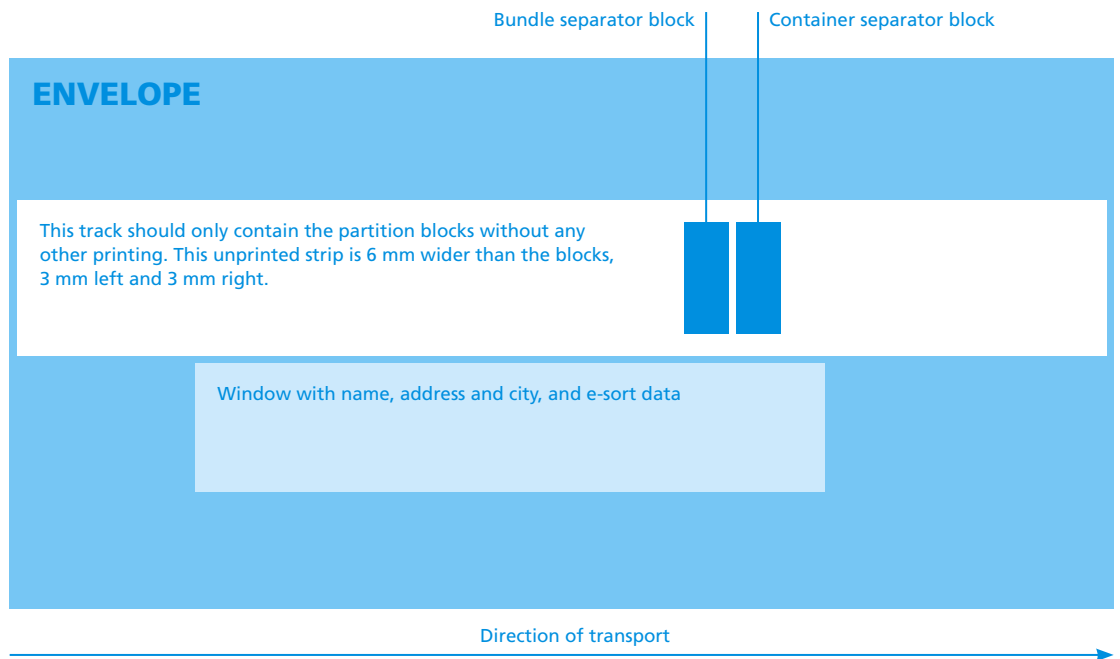 Bundle separator block
Container separator block
ENVELOPE
This track should only contain the partition blocks without any
other printing. This unprinted strip is 6 mm wider than the blocks,
3 mm left and 3 mm right.
Window with name, address and city, and e-sort data
Direction of transport